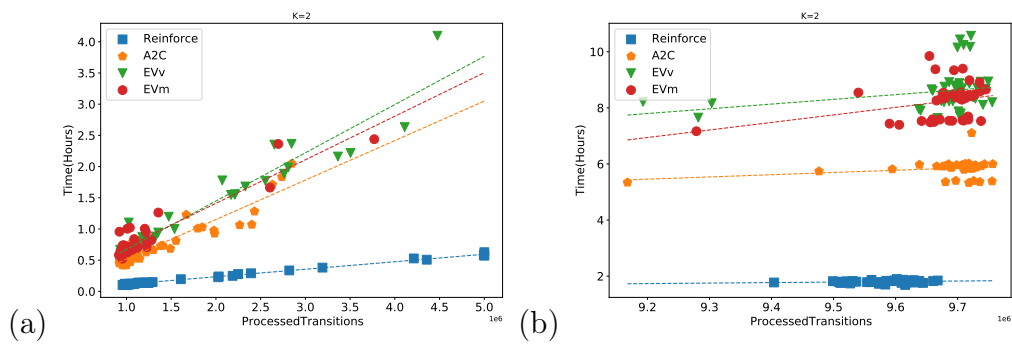 K=2
Time(Hours)
4.0
3.5
3.0
2.5
2.0
1.5
1.0
0.5
0.0
Reinforce
A2C
EVv
EVm
1.0 1.5 2.0 2.5 3.0 3.5 4.0 4.5 5.0
1e6
ProcessedTransitions
(a)
K=2
Time(Hours)
10
8
6
4
2
Reinforce
A2C
EVv
EVm
9.2 9.3 9.4 9.5 9.6 9.7
1e6
ProcessedTransitions
(b)